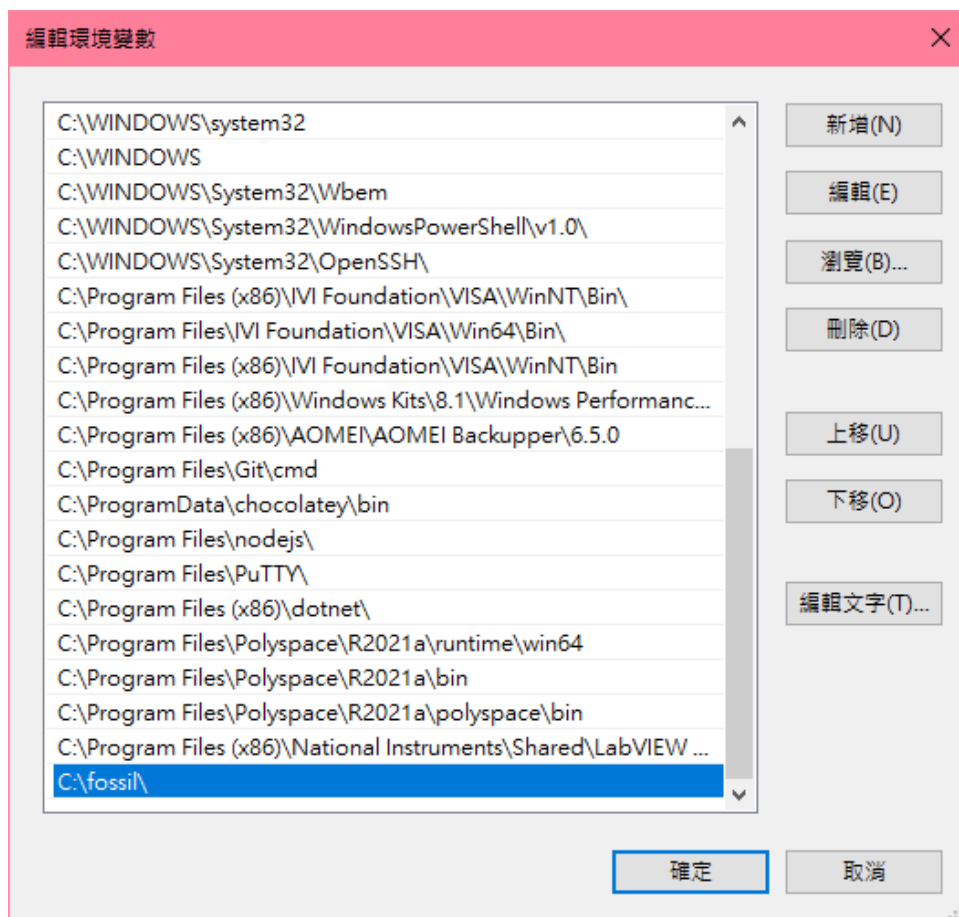 編輯環境變數
C:\WINDOWS\system32
C:\WINDOWS
C:\WINDOWS\System32\Wbem
C:\WINDOWS\System32\WindowsPowerShell\v1.0\
C:\WINDOWS\System32\OpenSSH\
C:\Program Files (x86)\IVI Foundation\VISA\WinNT\Bin\
C:\Program Files\IVI Foundation\VISA\Win64\Bin\
C:\Program Files (x86)\IVI Foundation\VISA\WinNT\Bin
C:\Program Files (x86)\Windows Kits\8.1\Windows Performanc...
C:\Program Files (x86)\AOMEI\AOMEI Backupper\6.5.0
C:\Program Files\Git\cmd
C:\ProgramData\chocolatey\bin
C:\Program Files\nodejs\
C:\Program Files\PuTTY\
C:\Program Files (x86)\dotnet\
C:\Program Files\Polyspace\R2021a\runtime\win64
C:\Program Files\Polyspace\R2021a\bin
C:\Program Files\Polyspace\R2021a\polyspace\bin
C:\Program Files (x86)\National Instruments\Shared\LabVIEW ...
C:\fossil\
新增(N)
編輯(E)
瀏覽(B)...
刪除(D)
上移(U)
下移(O)
編輯文字(T)...
確定
取消